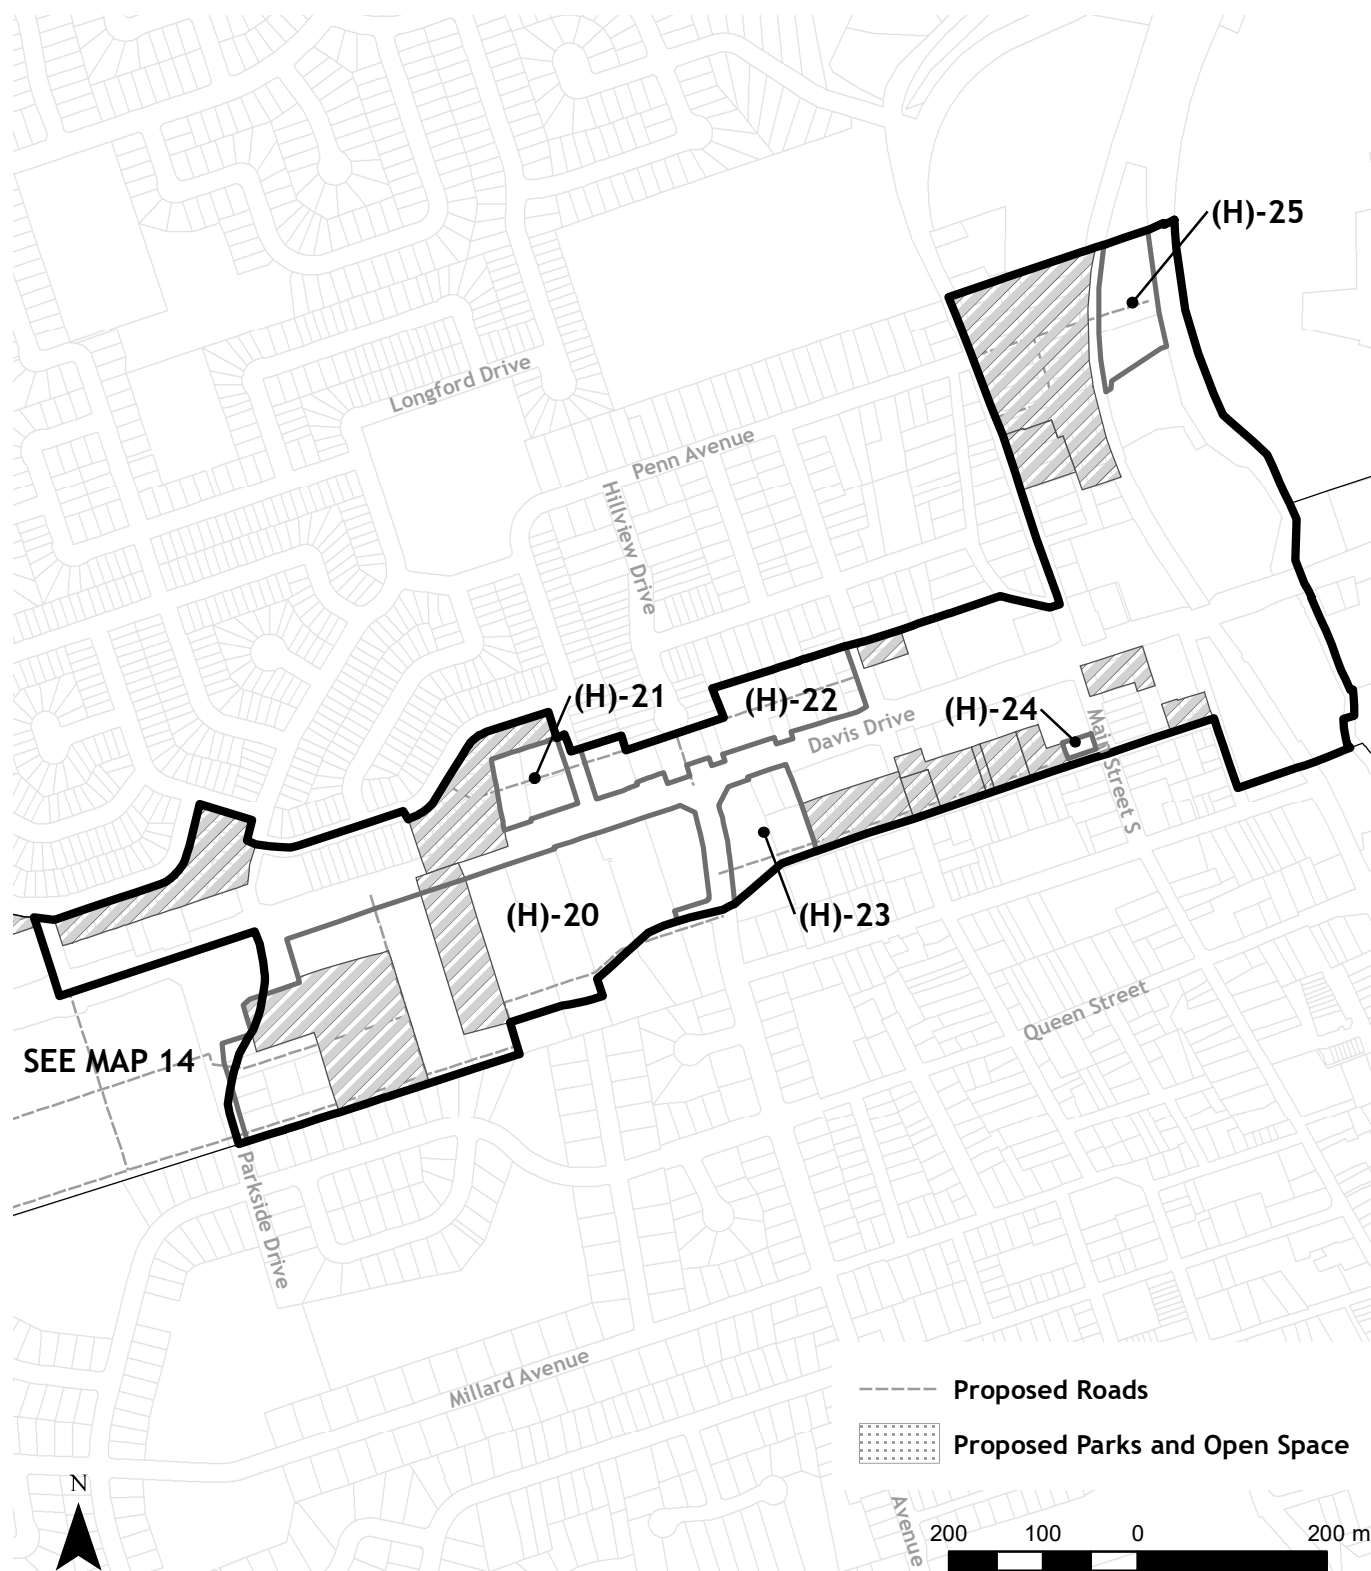 (H)-25
Longford Drive
Penn Avenue
Hillview Drive
(H)-21
(H)-22
(H)-24
Davis Drive
Main Street S
(H)-20
(H)-23
Queen Street
SEE MAP 14
Parkside Drive
Millard Avenue
Proposed Roads
Proposed Parks and Open Space
N
Avenue
200 100 0 200 m